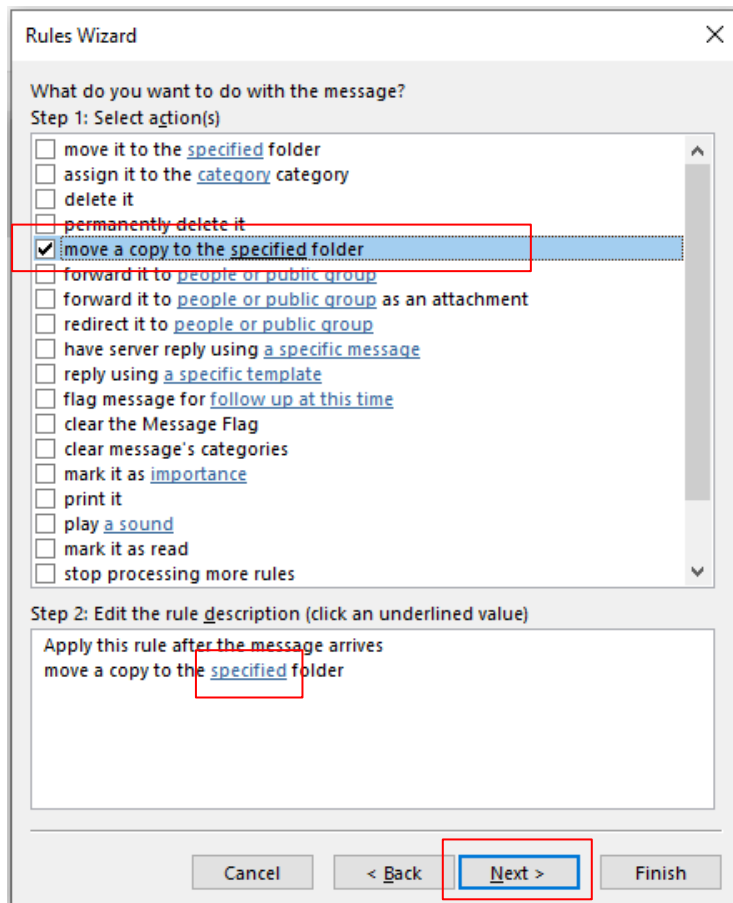 Rules Wizard
What do you want to do with the message?
Step 1: Select action(s)
move it to the specified folder
assign it to the category category
delete it
permanently delete it
move a copy to the specified folder
forward it to people or public group
forward it to people or public group as an attachment
redirect it to people or public group
have server reply using a specific message
reply using a specific template
flag message for follow up at this time
clear the Message Flag
clear message's categories
mark it as importance
print it
play a sound
mark it as read
stop processing more rules
Step 2: Edit the rule description (click an underlined value)
Apply this rule after the message arrives
move a copy to the specified folder
Cancel < Back Next > Finish